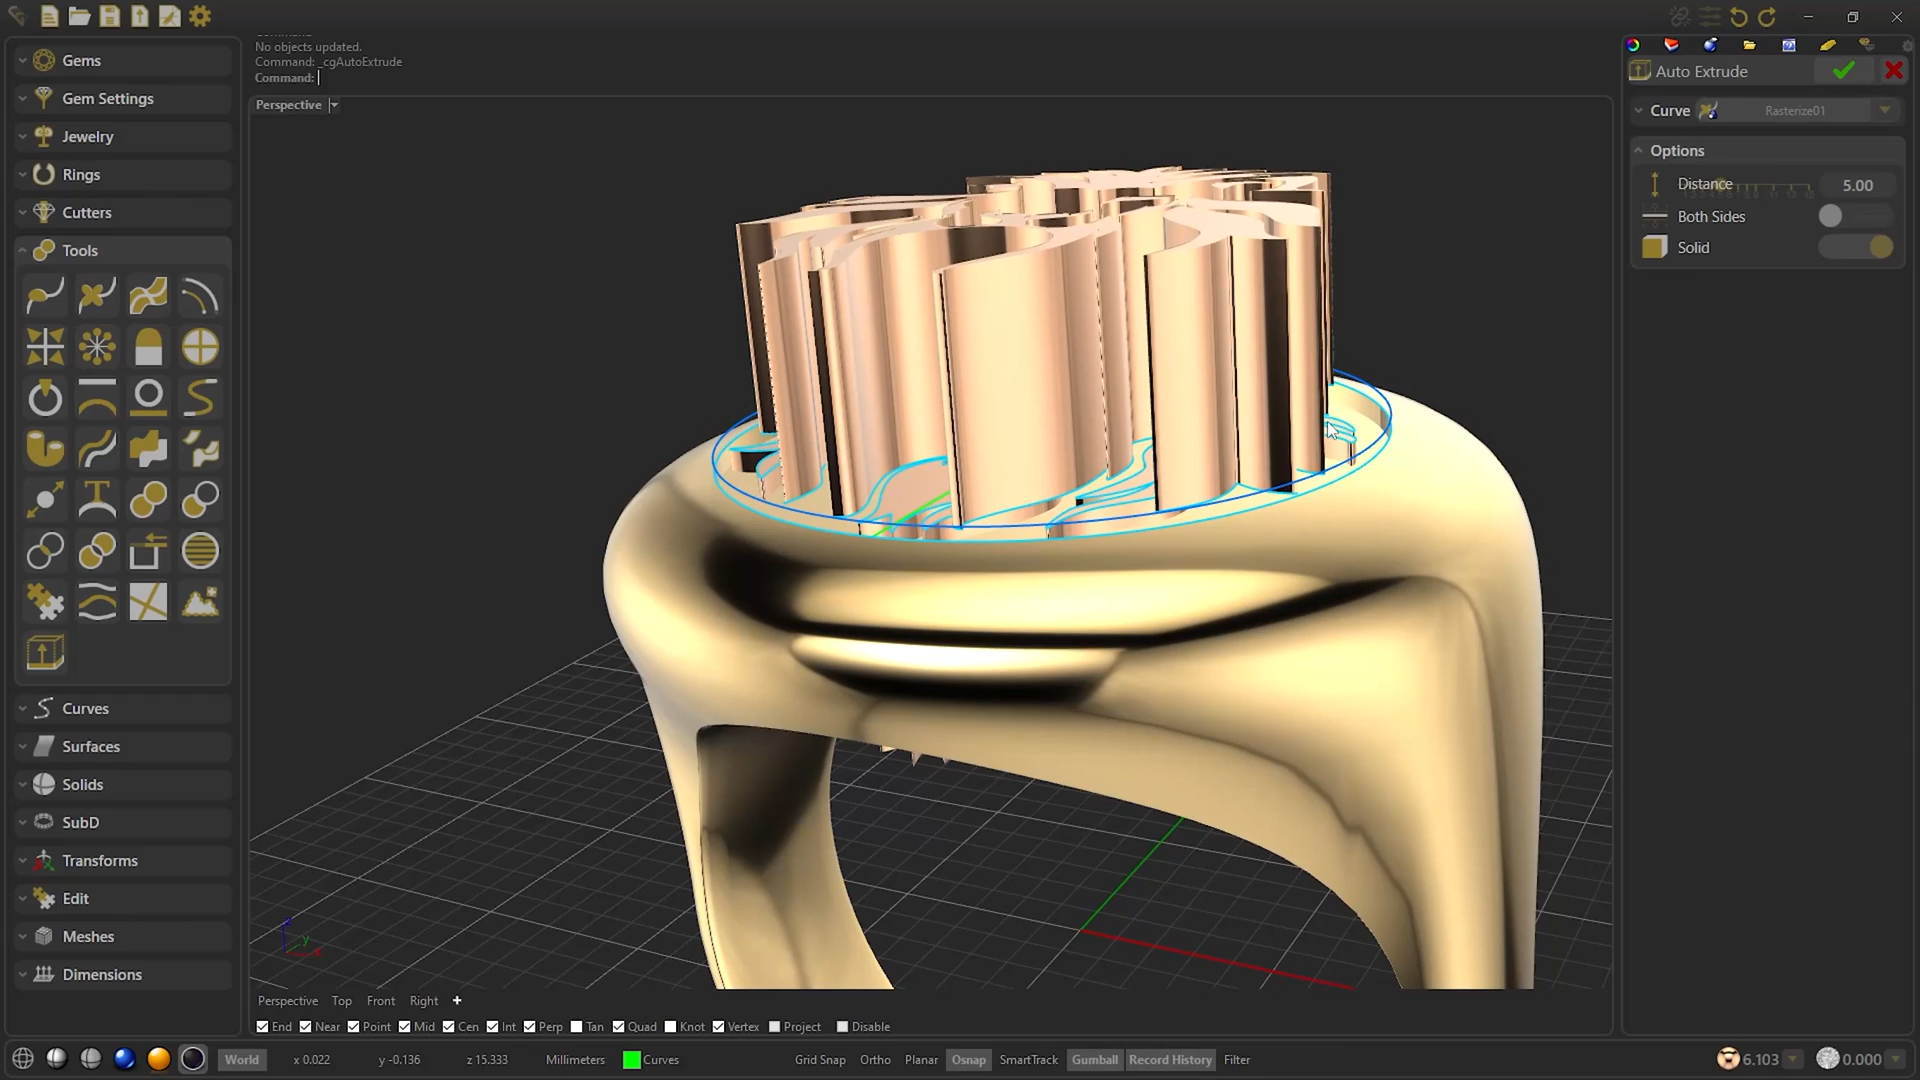 No objects updated.
Command: _cgAutoExtrude
Command:
Perspective
Gems
Gem Settings
Jewelry
Rings
Cutters
Tools
Curves
Surfaces
Solids
SubD
Transforms
Edit
Meshes
Dimensions
Auto Extrude
Curve Rasterize01
Options
Distance 5.00
Both Sides
Solid
y
Perspective Top Front Right
End Near Point Mid Cen Int Perp Tan Quad Knot Vertex Project Disable
World x 0.022 y -0.136 z 15.333 Millimeters Curves Grid Snap Ortho Planar Osnap SmartTrack Gumball Record History Filter 6.103 0.000